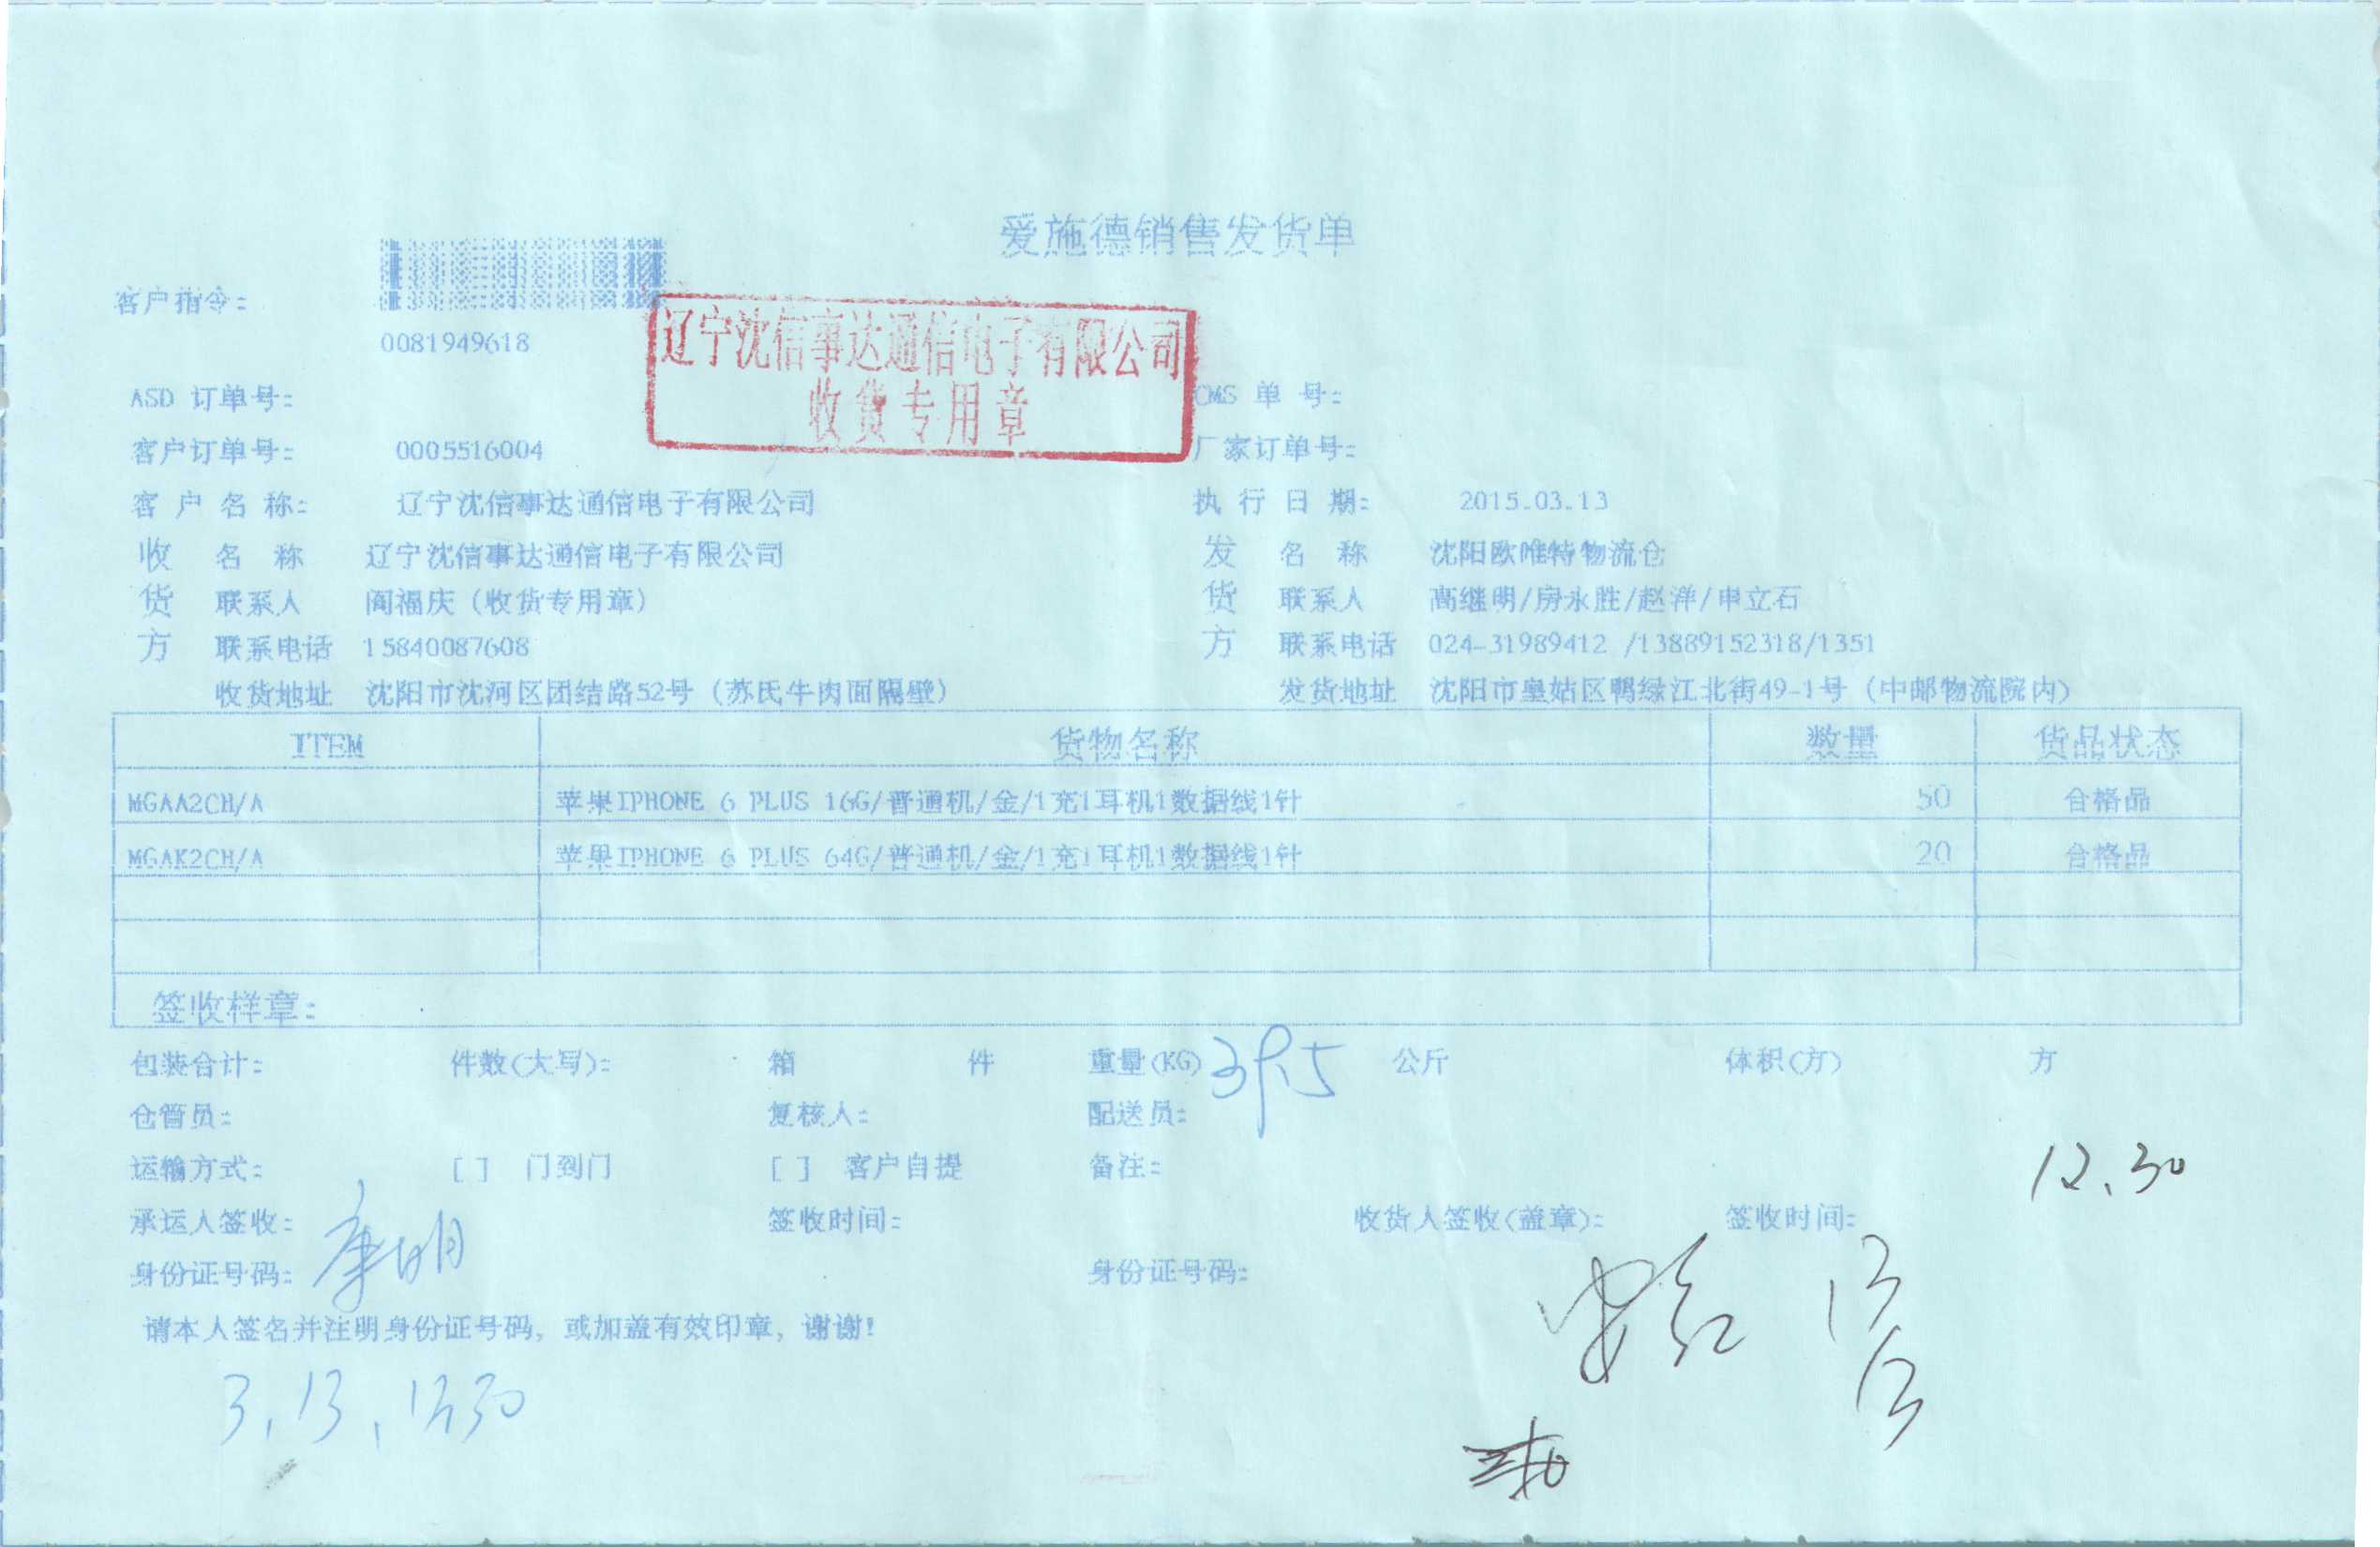 爱施德销售发货单
客户指令:
0081949618
辽宁沈信事达通信电子有限公司
收货专用章
ASD 订单号: CMS 单 号:
客户订单号: 0005516004 厂家订单号:
客 户 名 称: 辽宁沈信事达通信电子有限公司 执 行 日 期: 2015.03.13
收 名 称 辽宁沈信事达通信电子有限公司 发 名 称 沈阳欧唯特物流仓
货 联系人 阎福庆（收货专用章） 货 联系人 高继明/房永胜/赵洋/申立石
方 联系电话 15840087608 方 联系电话 024-31989412 /13889152318/1351
收货地址 沈阳市沈河区团结路52号（苏氏牛肉面隔壁） 发货地址 沈阳市皇姑区鸭绿江北街49-1号（中邮物流院内）
ITEM 货物名称 数量 货品状态
MGAA2CH/A 苹果IPHONE 6 PLUS 16G/普通机/金/1充1耳机1数据线1针 50 合格品
MGAK2CH/A 苹果IPHONE 6 PLUS 64G/普通机/金/1充1耳机1数据线1针 20 合格品
签收样章:
包装合计: 件数(大写): 箱 件 重量(KG) 公斤 体积(方) 方
仓管员: 复核人: 配送员:
运输方式: [ ] 门到门 [ ] 客户自提 备注: 12.30
承运人签收: 签收时间: 收货人签收(盖章): 签收时间:
身份证号码: 身份证号码:
请本人签名并注明身份证号码, 或加盖有效印章, 谢谢!
3.13.1230